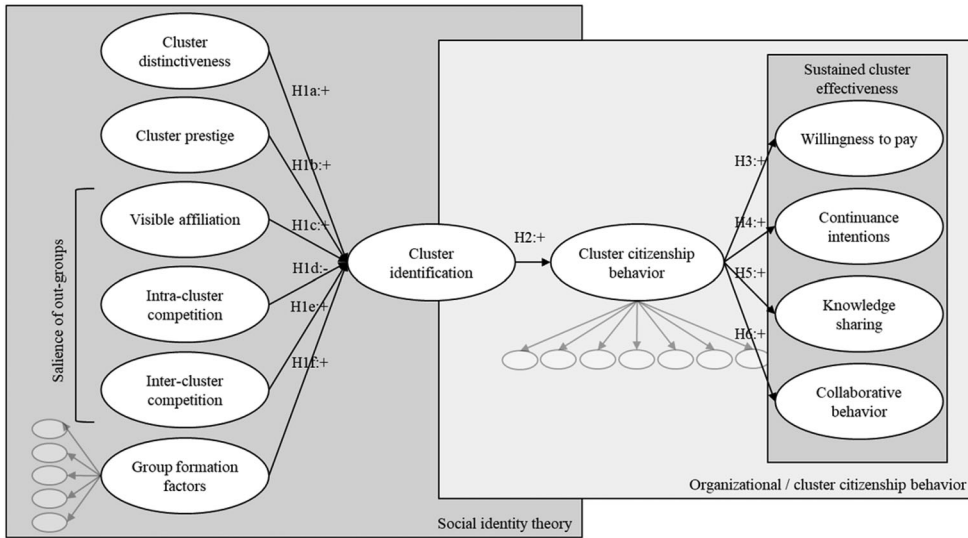 Cluster
distinctiveness
Cluster prestige
Visible affiliation
Intra-cluster
competition
Inter-cluster
competition
Group formation
factors
Salience of out-groups
H1a:+
H1b:+
H1c:+
H1d:-
H1e:+
H1f:+
Cluster
identification
H2:+
Cluster citizenship
behavior
H3:+
H4:+
H5:+
H6:+
Sustained cluster
effectiveness
Willingness to pay
Continuance
intentions
Knowledge
sharing
Collaborative
behavior
Organizational / cluster citizenship behavior
Social identity theory